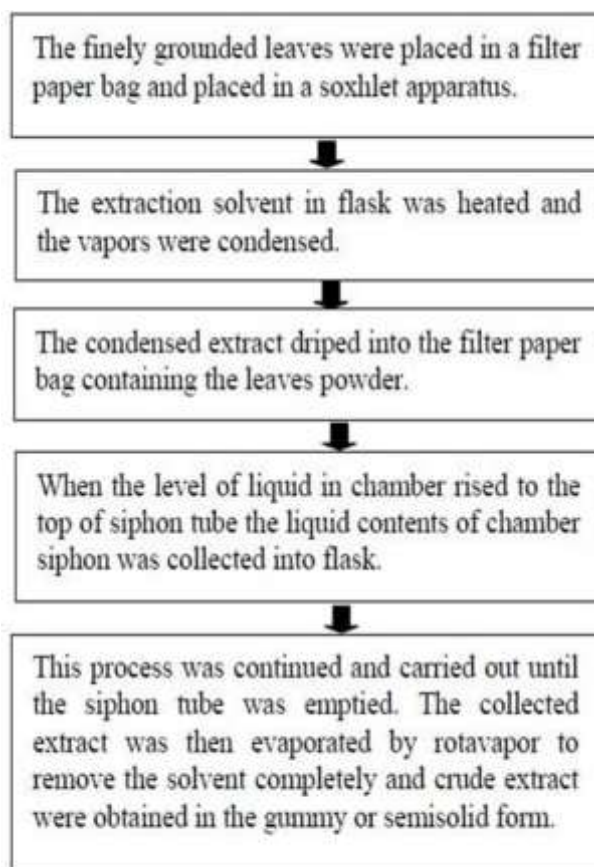 The finely grounded leaves were placed in a filter
paper bag and placed in a soxhlet apparatus.
The extraction solvent in flask was heated and
the vapors were condensed.
The condensed extract driped into the filter paper
bag containing the leaves powder.
When the level of liquid in chamber rised to the
top of siphon tube the liquid contents of chamber
siphon was collected into flask.
This process was continued and carried out until
the siphon tube was emptied. The collected
extract was then evaporated by rotavapor to
remove the solvent completely and crude extract
were obtained in the gummy or semisolid form.